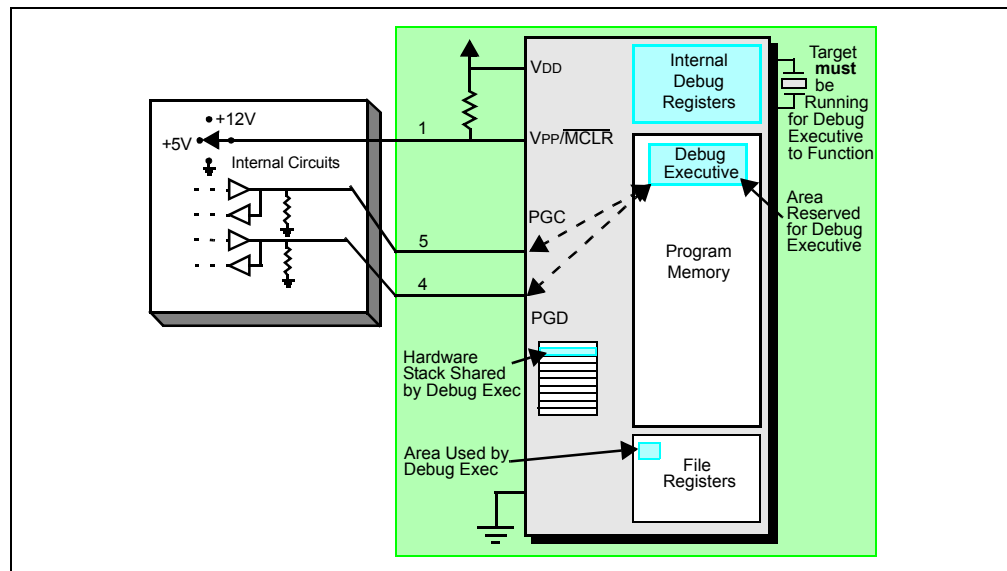 +12V
+5V
Internal Circuits
1
5
4
VDD
VPP/MCLR
PGC
PGD
Internal
Debug
Registers
Debug
Executive
Program
Memory
File
Registers
Hardware
Stack Shared
by Debug Exec
Area Used by
Debug Exec
Target
must
be
Running
for Debug
Executive
to Function
Area
Reserved
for Debug
Executive